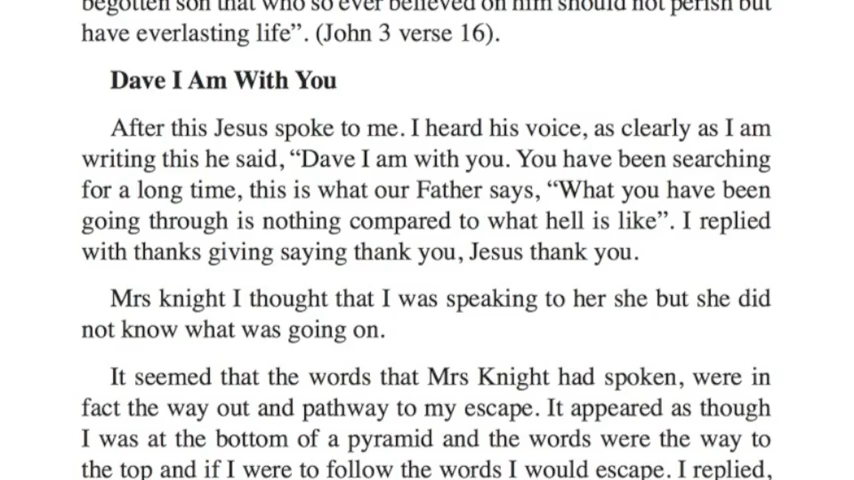 begotten son that who so ever believed on him should not perish but
have everlasting life”. (John 3 verse 16).
Dave I Am With You
After this Jesus spoke to me. I heard his voice, as clearly as I am
writing this he said, “Dave I am with you. You have been searching
for a long time, this is what our Father says, “What you have been
going through is nothing compared to what hell is like”. I replied
with thanks giving saying thank you, Jesus thank you.
Mrs knight I thought that I was speaking to her she but she did
not know what was going on.
It seemed that the words that Mrs Knight had spoken, were in
fact the way out and pathway to my escape. It appeared as though
I was at the bottom of a pyramid and the words were the way to
the top and if I were to follow the words I would escape. I replied,